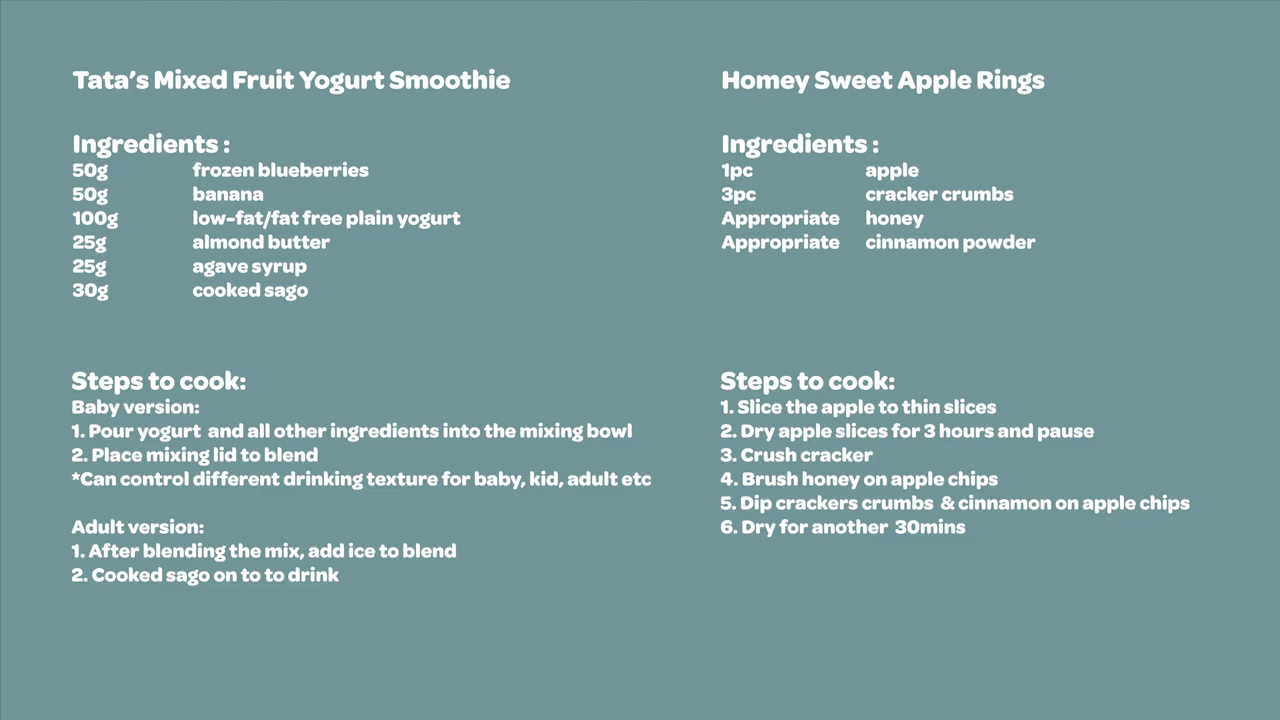 Tata's Mixed Fruit Yogurt Smoothie
Ingredients :
50g frozen blueberries
50g banana
100g low-fat/fat free plain yogurt
25g almond butter
25g agave syrup
30g cooked sago
Steps to cook:
Baby version:
1. Pour yogurt and all other ingredients into the mixing bowl
2. Place mixing lid to blend
*Can control different drinking texture for baby, kid, adult etc
Adult version:
1. After blending the mix, add ice to blend
2. Cooked sago on to to drink
Homey Sweet Apple Rings
Ingredients :
1pc apple
3pc cracker crumbs
Appropriate honey
Appropriate cinnamon powder
Steps to cook:
1. Slice the apple to thin slices
2. Dry apple slices for 3 hours and pause
3. Crush cracker
4. Brush honey on apple chips
5. Dip crackers crumbs & cinnamon on apple chips
6. Dry for another 30mins